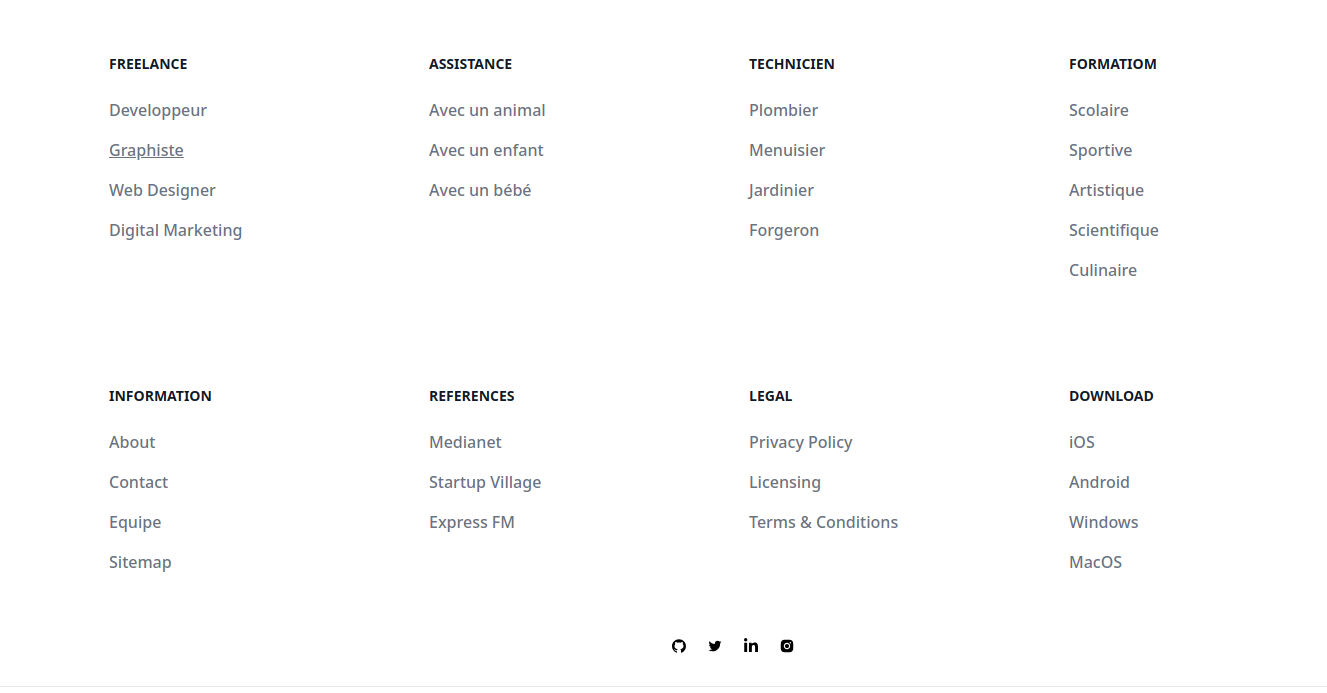 FREELANCE
Developpeur
Graphiste
Web Designer
Digital Marketing
ASSISTANCE
Avec un animal
Avec un enfant
Avec un bébé
TECHNICIEN
Plombier
Menuisier
Jardinier
Forgeron
FORMATIOM
Scolaire
Sportive
Artistique
Scientifique
Culinaire
INFORMATION
About
Contact
Equipe
Sitemap
REFERENCES
Medianet
Startup Village
Express FM
LEGAL
Privacy Policy
Licensing
Terms & Conditions
DOWNLOAD
iOS
Android
Windows
MacOS